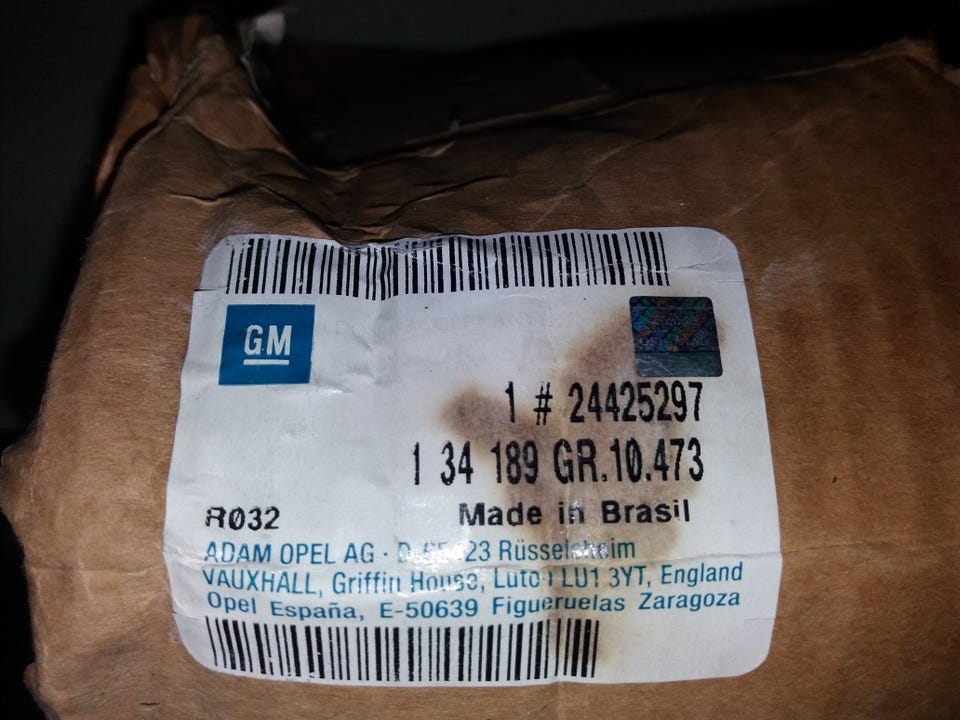 GM
1 # 24425297
1 34 189 GR.10.473
R032
Made in Brasil
ADAM OPEL AG · Rüsselsheim
VAUXHALL, Griffin House, Luton LU1 3YT, England
Opel España, E-50639 Figueruelas Zaragoza